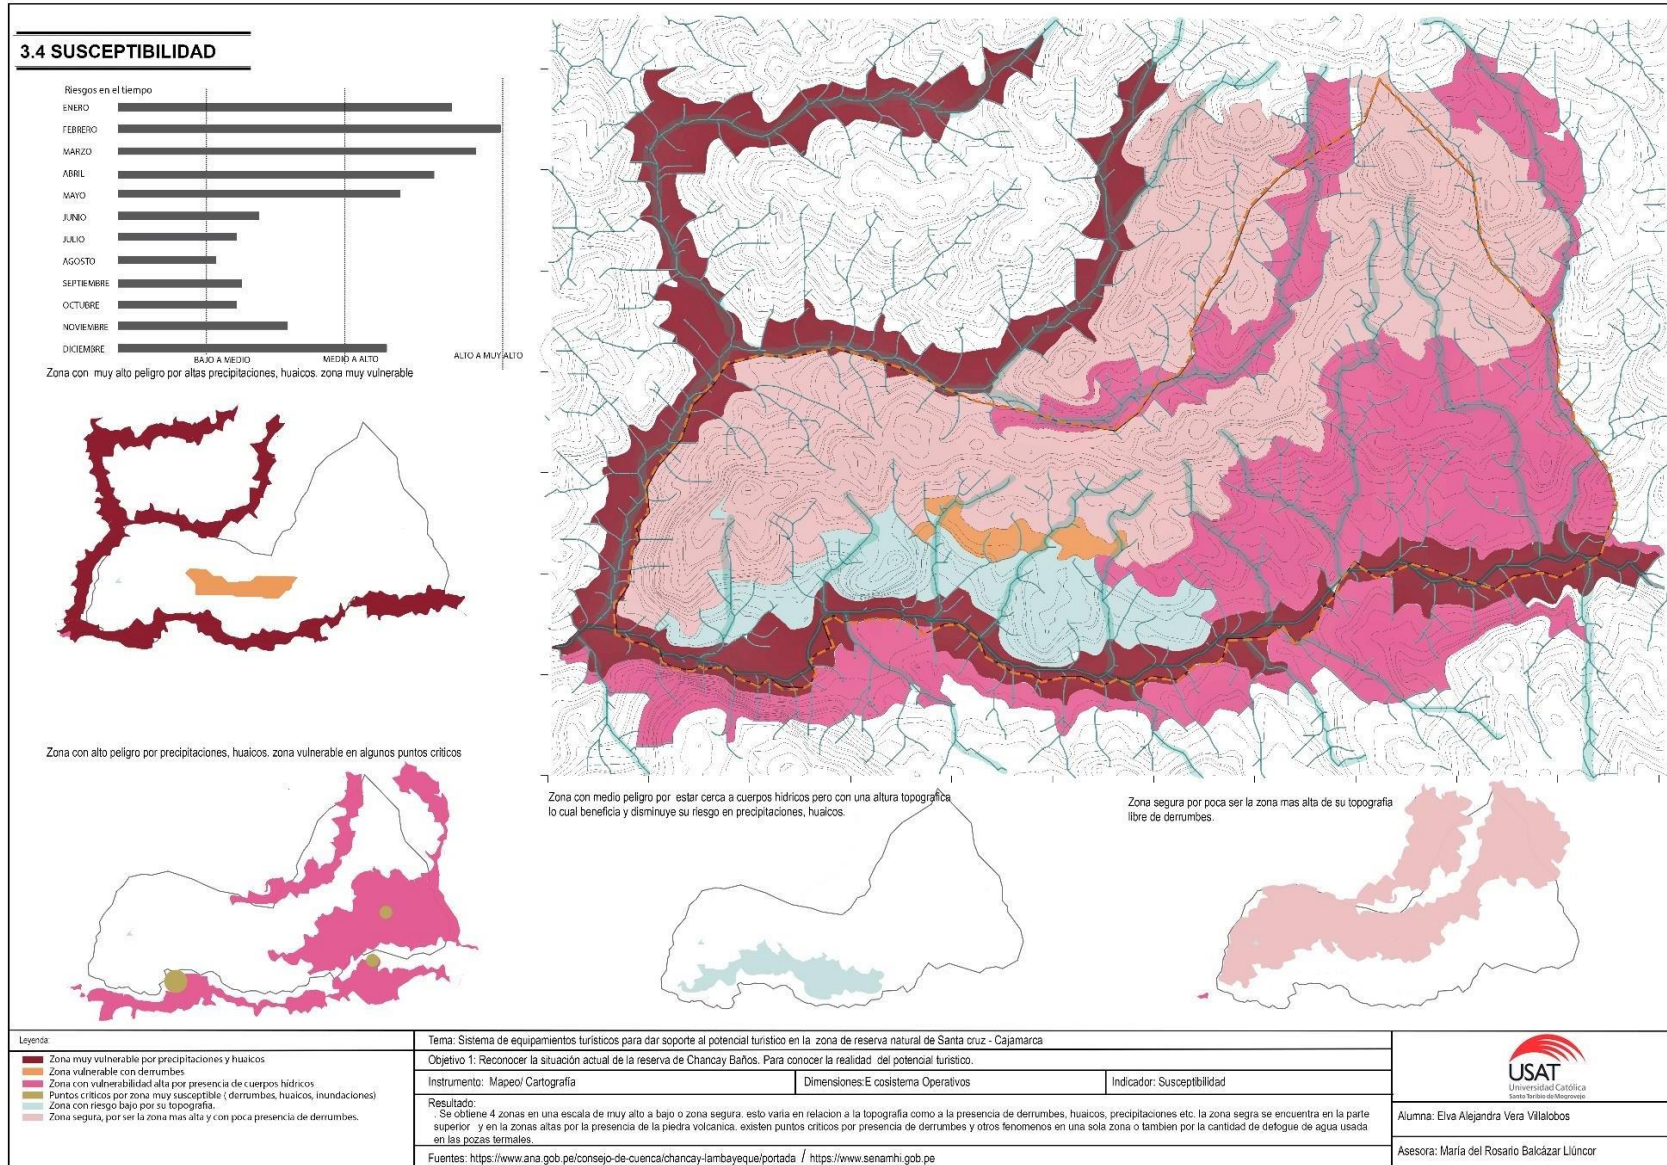 3.4 SUSCEPTIBILIDAD
Riesgos en el tiempo
ENERO
FEBRERO
MARZO
ABRIL
MAYO
JUNIO
JULIO
AGOSTO
SEPTIEMBRE
OCTUBRE
NOVIEMBRE
DICIEMBRE
BAJO A MEDIO
MEDIO A ALTO
ALTO A MUY ALTO
Zona con muy alto peligro por altas precipitaciones, huaicos. zona muy vulnerable
Zona con alto peligro por precipitaciones, huaicos. zona vulnerable en algunos puntos criticos
Zona con medio peligro por estar cerca a cuerpos hidricos pero con una altura topografica
lo cual beneficia y disminuye su riesgo en precipitaciones, huaicos.
Zona segura por poca ser la zona mas alta de su topografia
libre de derrumbes.
Leyenda:
Zona muy vulnerable por precipitaciones y huaicos
Zona vulnerable con derrumbes
Zona con vulnerabilidad alta por presencia de cuerpos hídricos
Puntos críticos por zona muy susceptible ( derrumbes, huaicos, inundaciones)
Zona con riesgo bajo por su topografia.
Zona segura, por ser la zona mas alta y con poca presencia de derrumbes.
Tema: Sistema de equipamientos turísticos para dar soporte al potencial turistico en la zona de reserva natural de Santa cruz - Cajamarca
Objetivo 1: Reconocer la situación actual de la reserva de Chancay Baños. Para conocer la realidad del potencial turistico.
Instrumento: Mapeo/ Cartografía
Dimensiones:E cosistema Operativos
Indicador: Susceptibilidad
Resultado:
. Se obtiene 4 zonas en una escala de muy alto a bajo o zona segura. esto varia en relacion a la topografia como a la presencia de derrumbes, huaicos, precipitaciones etc. la zona segra se encuentra en la parte
superior y en la zonas altas por la presencia de la piedra volcanica. existen puntos criticos por presencia de derrumbes y otros fenomenos en una sola zona o tambien por la cantidad de defogue de agua usada
en las pozas termales.
Fuentes: https://www.ana.gob.pe/consejo-de-cuenca/chancay-lambayeque/portada / https://www.senamhi.gob.pe
USAT
Universidad Católica
Santo Toribio de Mogrovejo
Alumna: Elva Alejandra Vera Villalobos
Asesora: María del Rosario Balcázar Llúncor